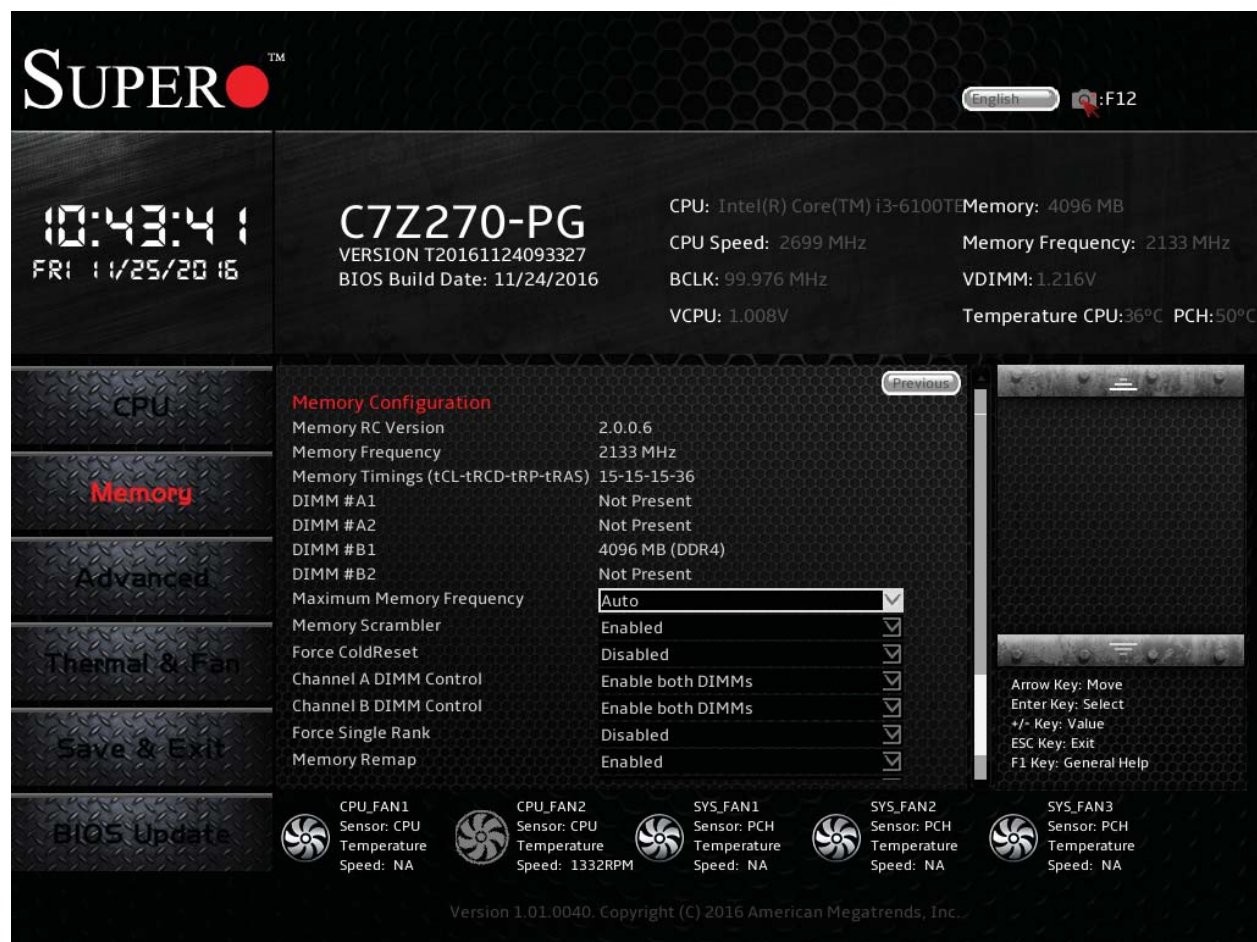 SUPER™
English
:F12
10:43:41
FRI 11/25/2016
C7Z270-PG
VERSION T20161124093327
BIOS Build Date: 11/24/2016
CPU: Intel(R) Core(TM) i3-6100TE
CPU Speed: 2699 MHz
BCLK: 99.976 MHz
VCPU: 1.008V
Memory: 4096 MB
Memory Frequency: 2133 MHz
VDIMM: 1.216V
Temperature CPU:36°C PCH:50°C
CPU
Memory
Advanced
Thermal & Fan
Save & Exit
BIOS Update
Previous
Memory Configuration
Memory RC Version 2.0.0.6
Memory Frequency 2133 MHz
Memory Timings (tCL-tRCD-tRP-tRAS) 15-15-15-36
DIMM #A1 Not Present
DIMM #A2 Not Present
DIMM #B1 4096 MB (DDR4)
DIMM #B2 Not Present
Maximum Memory Frequency Auto
Memory Scrambler Enabled
Force ColdReset Disabled
Channel A DIMM Control Enable both DIMMs
Channel B DIMM Control Enable both DIMMs
Force Single Rank Disabled
Memory Remap Enabled
Arrow Key: Move
Enter Key: Select
+/- Key: Value
ESC Key: Exit
F1 Key: General Help
CPU_FAN1
Sensor: CPU
Temperature
Speed: NA
CPU_FAN2
Sensor: CPU
Temperature
Speed: 1332RPM
SYS_FAN1
Sensor: PCH
Temperature
Speed: NA
SYS_FAN2
Sensor: PCH
Temperature
Speed: NA
SYS_FAN3
Sensor: PCH
Temperature
Speed: NA
Version 1.01.0040. Copyright (C) 2016 American Megatrends, Inc.